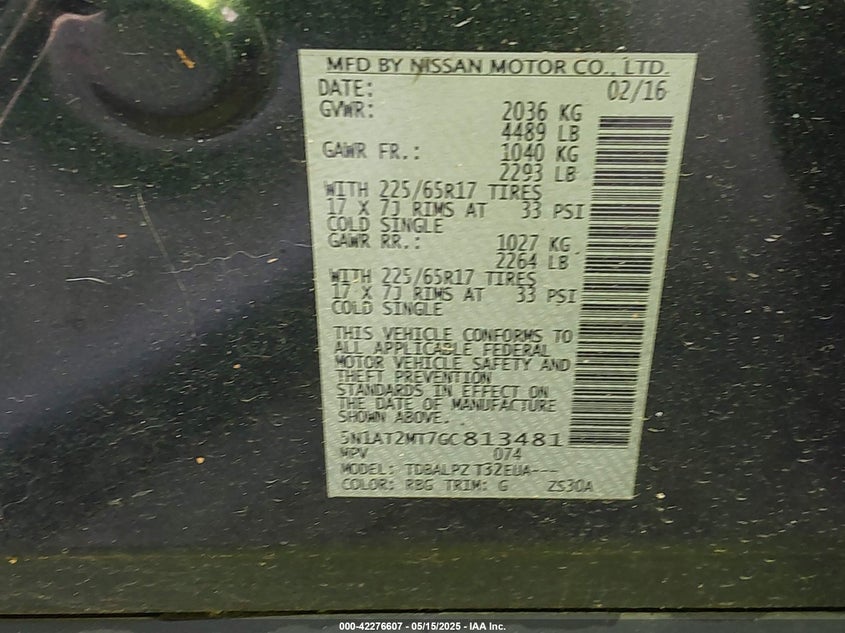 MFD BY NISSAN MOTOR CO., LTD.
DATE: 02/16
GVWR: 2036 KG
4489 LB
GAWR FR.: 1040 KG
2293 LB
WITH 225/65R17 TIRES
17 X 7J RIMS AT 33 PSI
COLD SINGLE
GAWR RR.: 1027 KG
2264 LB
WITH 225/65R17 TIRES
17 X 7J RIMS AT 33 PSI
COLD SINGLE
THIS VEHICLE CONFORMS TO
ALL APPLICABLE FEDERAL
MOTOR VEHICLE SAFETY AND
THEFT PREVENTION
STANDARDS IN EFFECT ON
THE DATE OF MANUFACTURE
SHOWN ABOVE.
5N1AT2MT7GC813481
MPV 074
MODEL: TDBALPZ T32EUA---
COLOR: RBG TRIM: G ZS30A
000-42276607 - 05/15/2025 - IAA Inc.